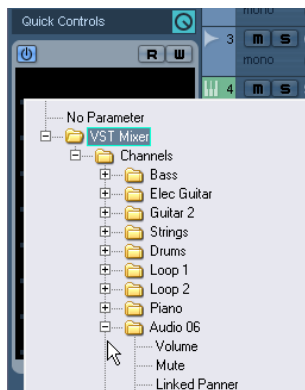 Quick Controls
mono
R W
3 m S
mono
4 m S
No Parameter
VST Mixer
Channels
Bass
Elec Guitar
Guitar 2
Strings
Drums
Loop 1
Loop 2
Piano
Audio 06
Volume
Mute
Linked Panner